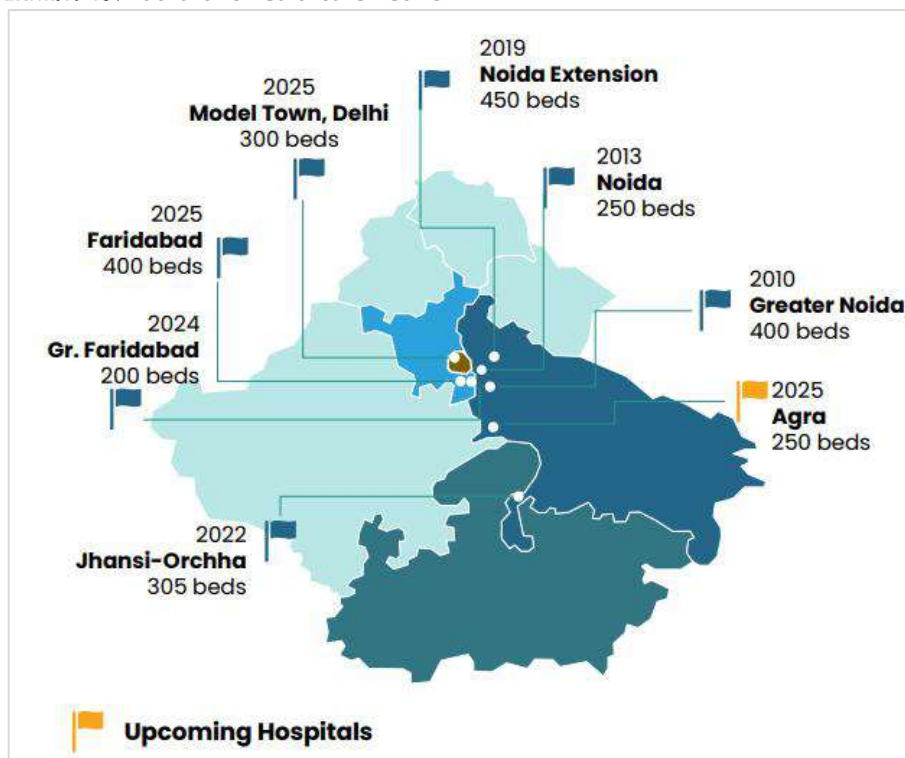 2019
Noida Extension
450 beds
2025
Model Town, Delhi
300 beds
2013
Noida
250 beds
2025
Faridabad
400 beds
2010
Greater Noida
400 beds
2024
Gr. Faridabad
200 beds
2025
Agra
250 beds
2022
Jhansi-Orchha
305 beds
Upcoming Hospitals